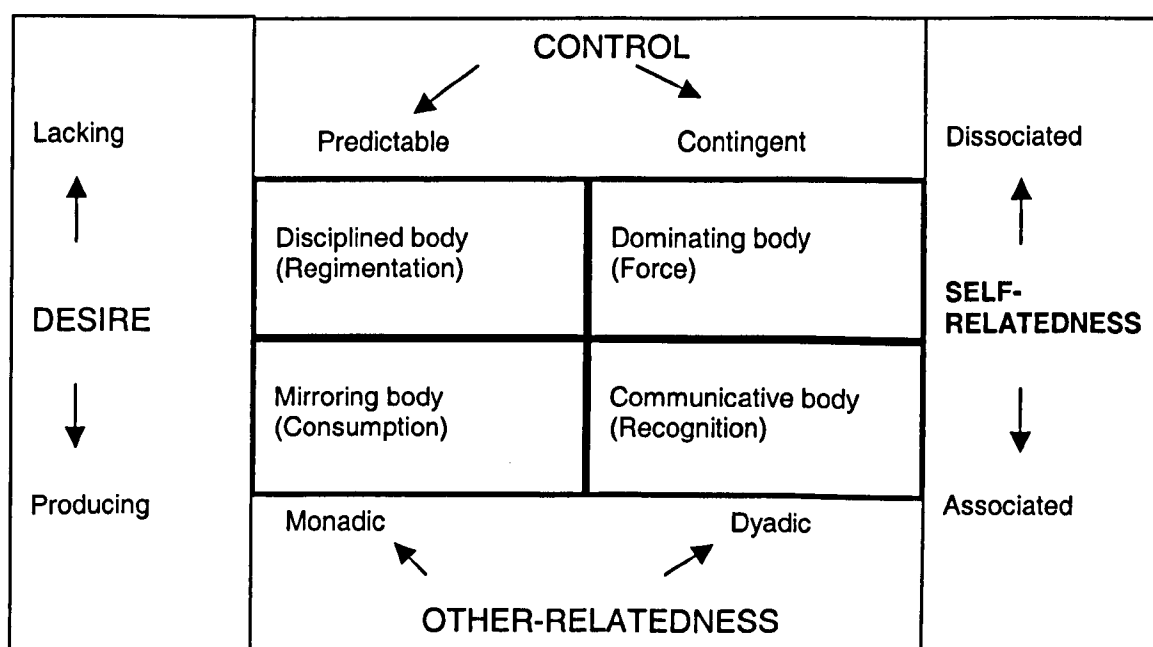 CONTROL
Lacking
Predictable
Contingent
Dissociated
Disciplined body
(Regimentation)
Dominating body
(Force)
DESIRE
SELF-
RELATEDNESS
Mirroring body
(Consumption)
Communicative body
(Recognition)
Producing
Monadic
Dyadic
Associated
OTHER-RELATEDNESS